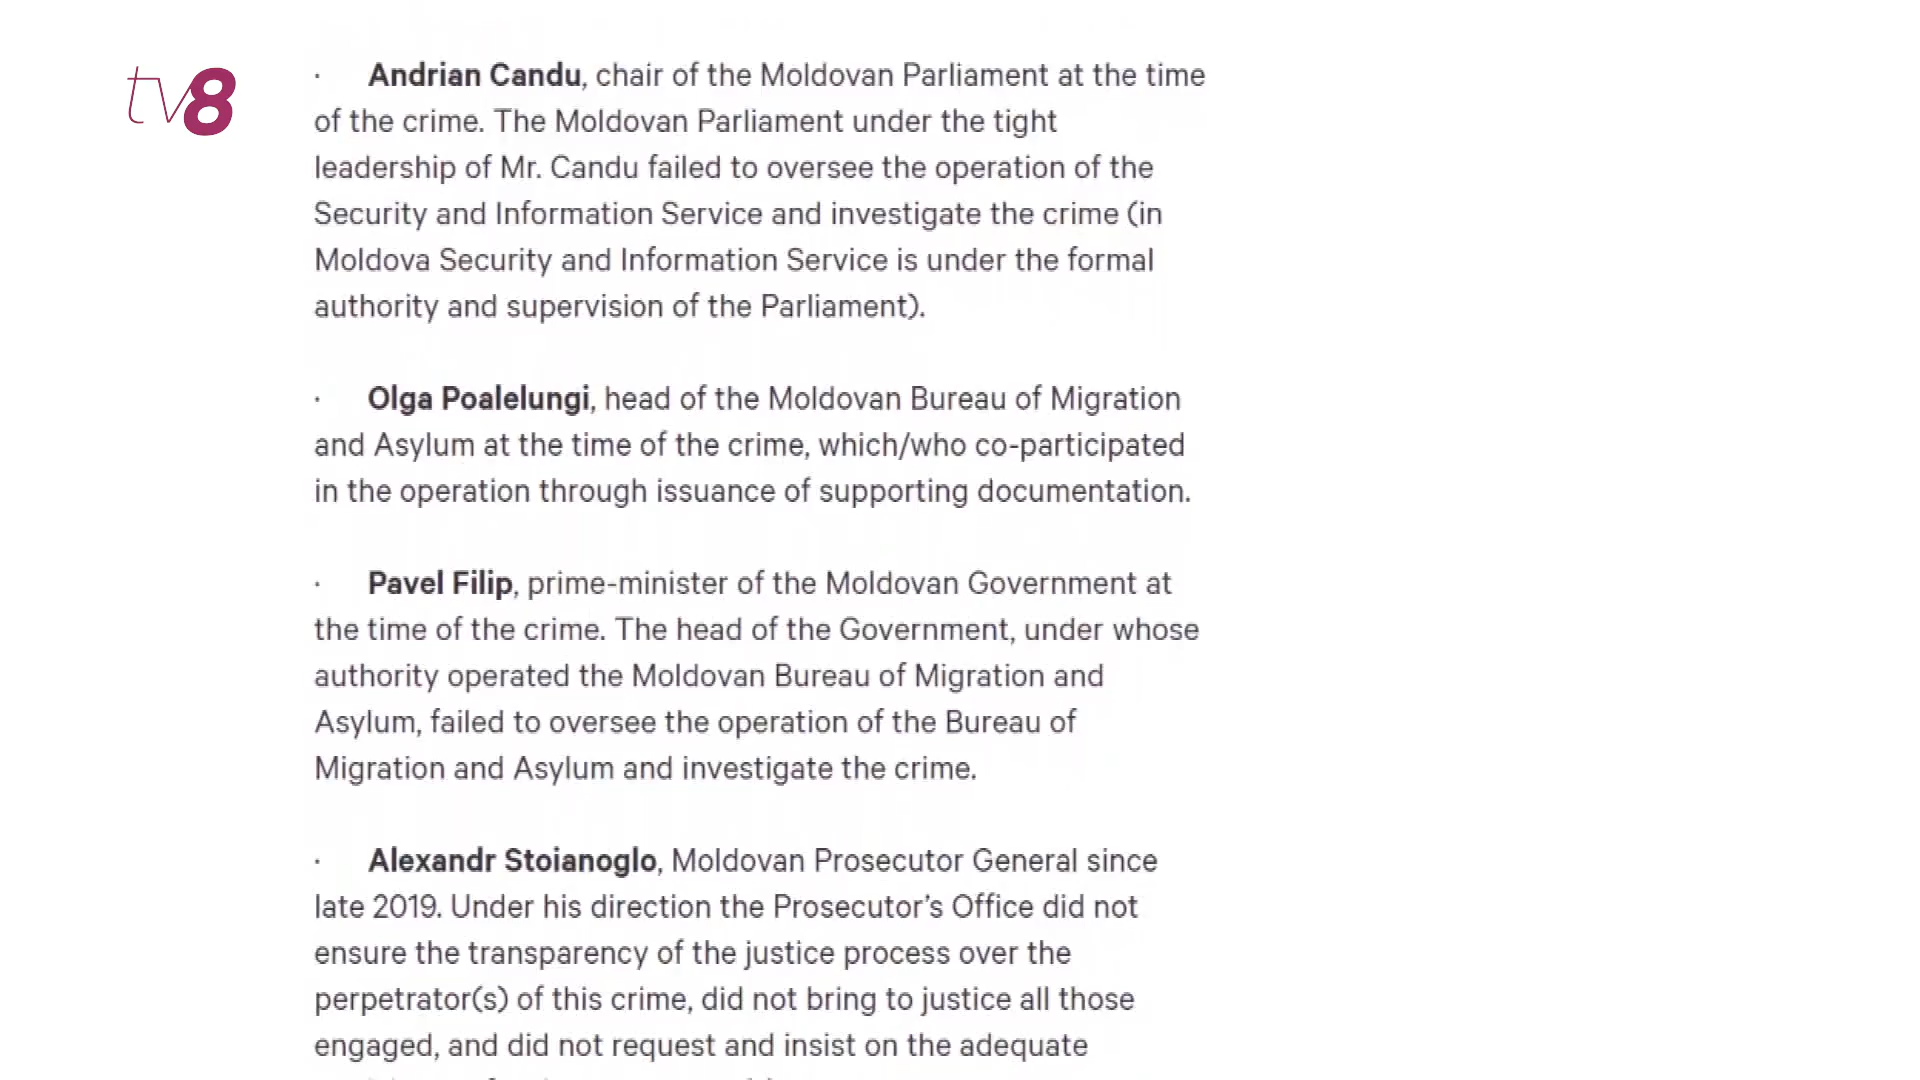 tv8
· Andrian Candu, chair of the Moldovan Parliament at the time
of the crime. The Moldovan Parliament under the tight
leadership of Mr. Candu failed to oversee the operation of the
Security and Information Service and investigate the crime (in
Moldova Security and Information Service is under the formal
authority and supervision of the Parliament).
· Olga Poalelungi, head of the Moldovan Bureau of Migration
and Asylum at the time of the crime, which/who co-participated
in the operation through issuance of supporting documentation.
· Pavel Filip, prime-minister of the Moldovan Government at
the time of the crime. The head of the Government, under whose
authority operated the Moldovan Bureau of Migration and
Asylum, failed to oversee the operation of the Bureau of
Migration and Asylum and investigate the crime.
· Alexandr Stoianoglo, Moldovan Prosecutor General since
late 2019. Under his direction the Prosecutor’s Office did not
ensure the transparency of the justice process over the
perpetrator(s) of this crime, did not bring to justice all those
engaged, and did not request and insist on the adequate